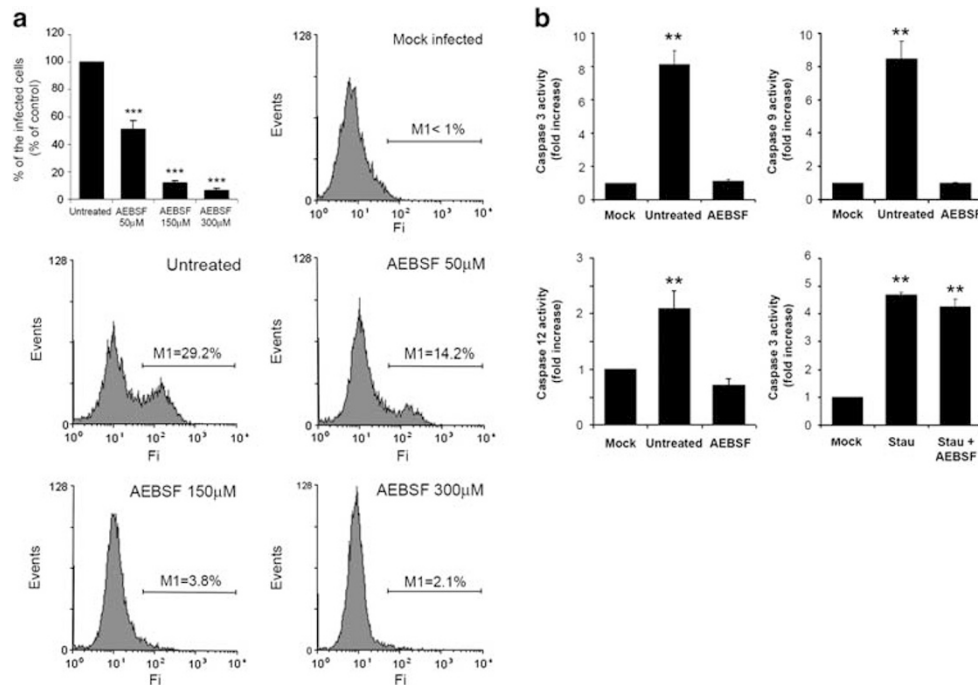 a
% of the infected cells
(% of control)
120
100
80
60
40
20
0
***
***
***
Untreated
AEBSF
50µM
AEBSF
150µM
AEBSF
300µM
Mock infected
128
Events
0
M1< 1%
10⁰ 10¹ 10² 10³ 10⁴
Fi
Untreated
128
Events
0
M1=29.2%
10⁰ 10¹ 10² 10³ 10⁴
Fi
AEBSF 50µM
128
Events
0
M1=14.2%
10⁰ 10¹ 10² 10³ 10⁴
Fi
AEBSF 150µM
128
Events
0
M1=3.8%
10⁰ 10¹ 10² 10³ 10⁴
Fi
AEBSF 300µM
128
Events
0
M1=2.1%
10⁰ 10¹ 10² 10³ 10⁴
Fi
b
Caspase 3 activity
(fold increase)
10
8
6
4
2
0
**
Mock Untreated AEBSF
Caspase 9 activity
(fold increase)
10
8
6
4
2
0
**
Mock Untreated AEBSF
Caspase 12 activity
(fold increase)
3
2
2
1
1
0
**
Mock Untreated AEBSF
Caspase 3 activity
(fold increase)
6
5
4
3
2
1
0
** **
Mock Stau Stau +
AEBSF